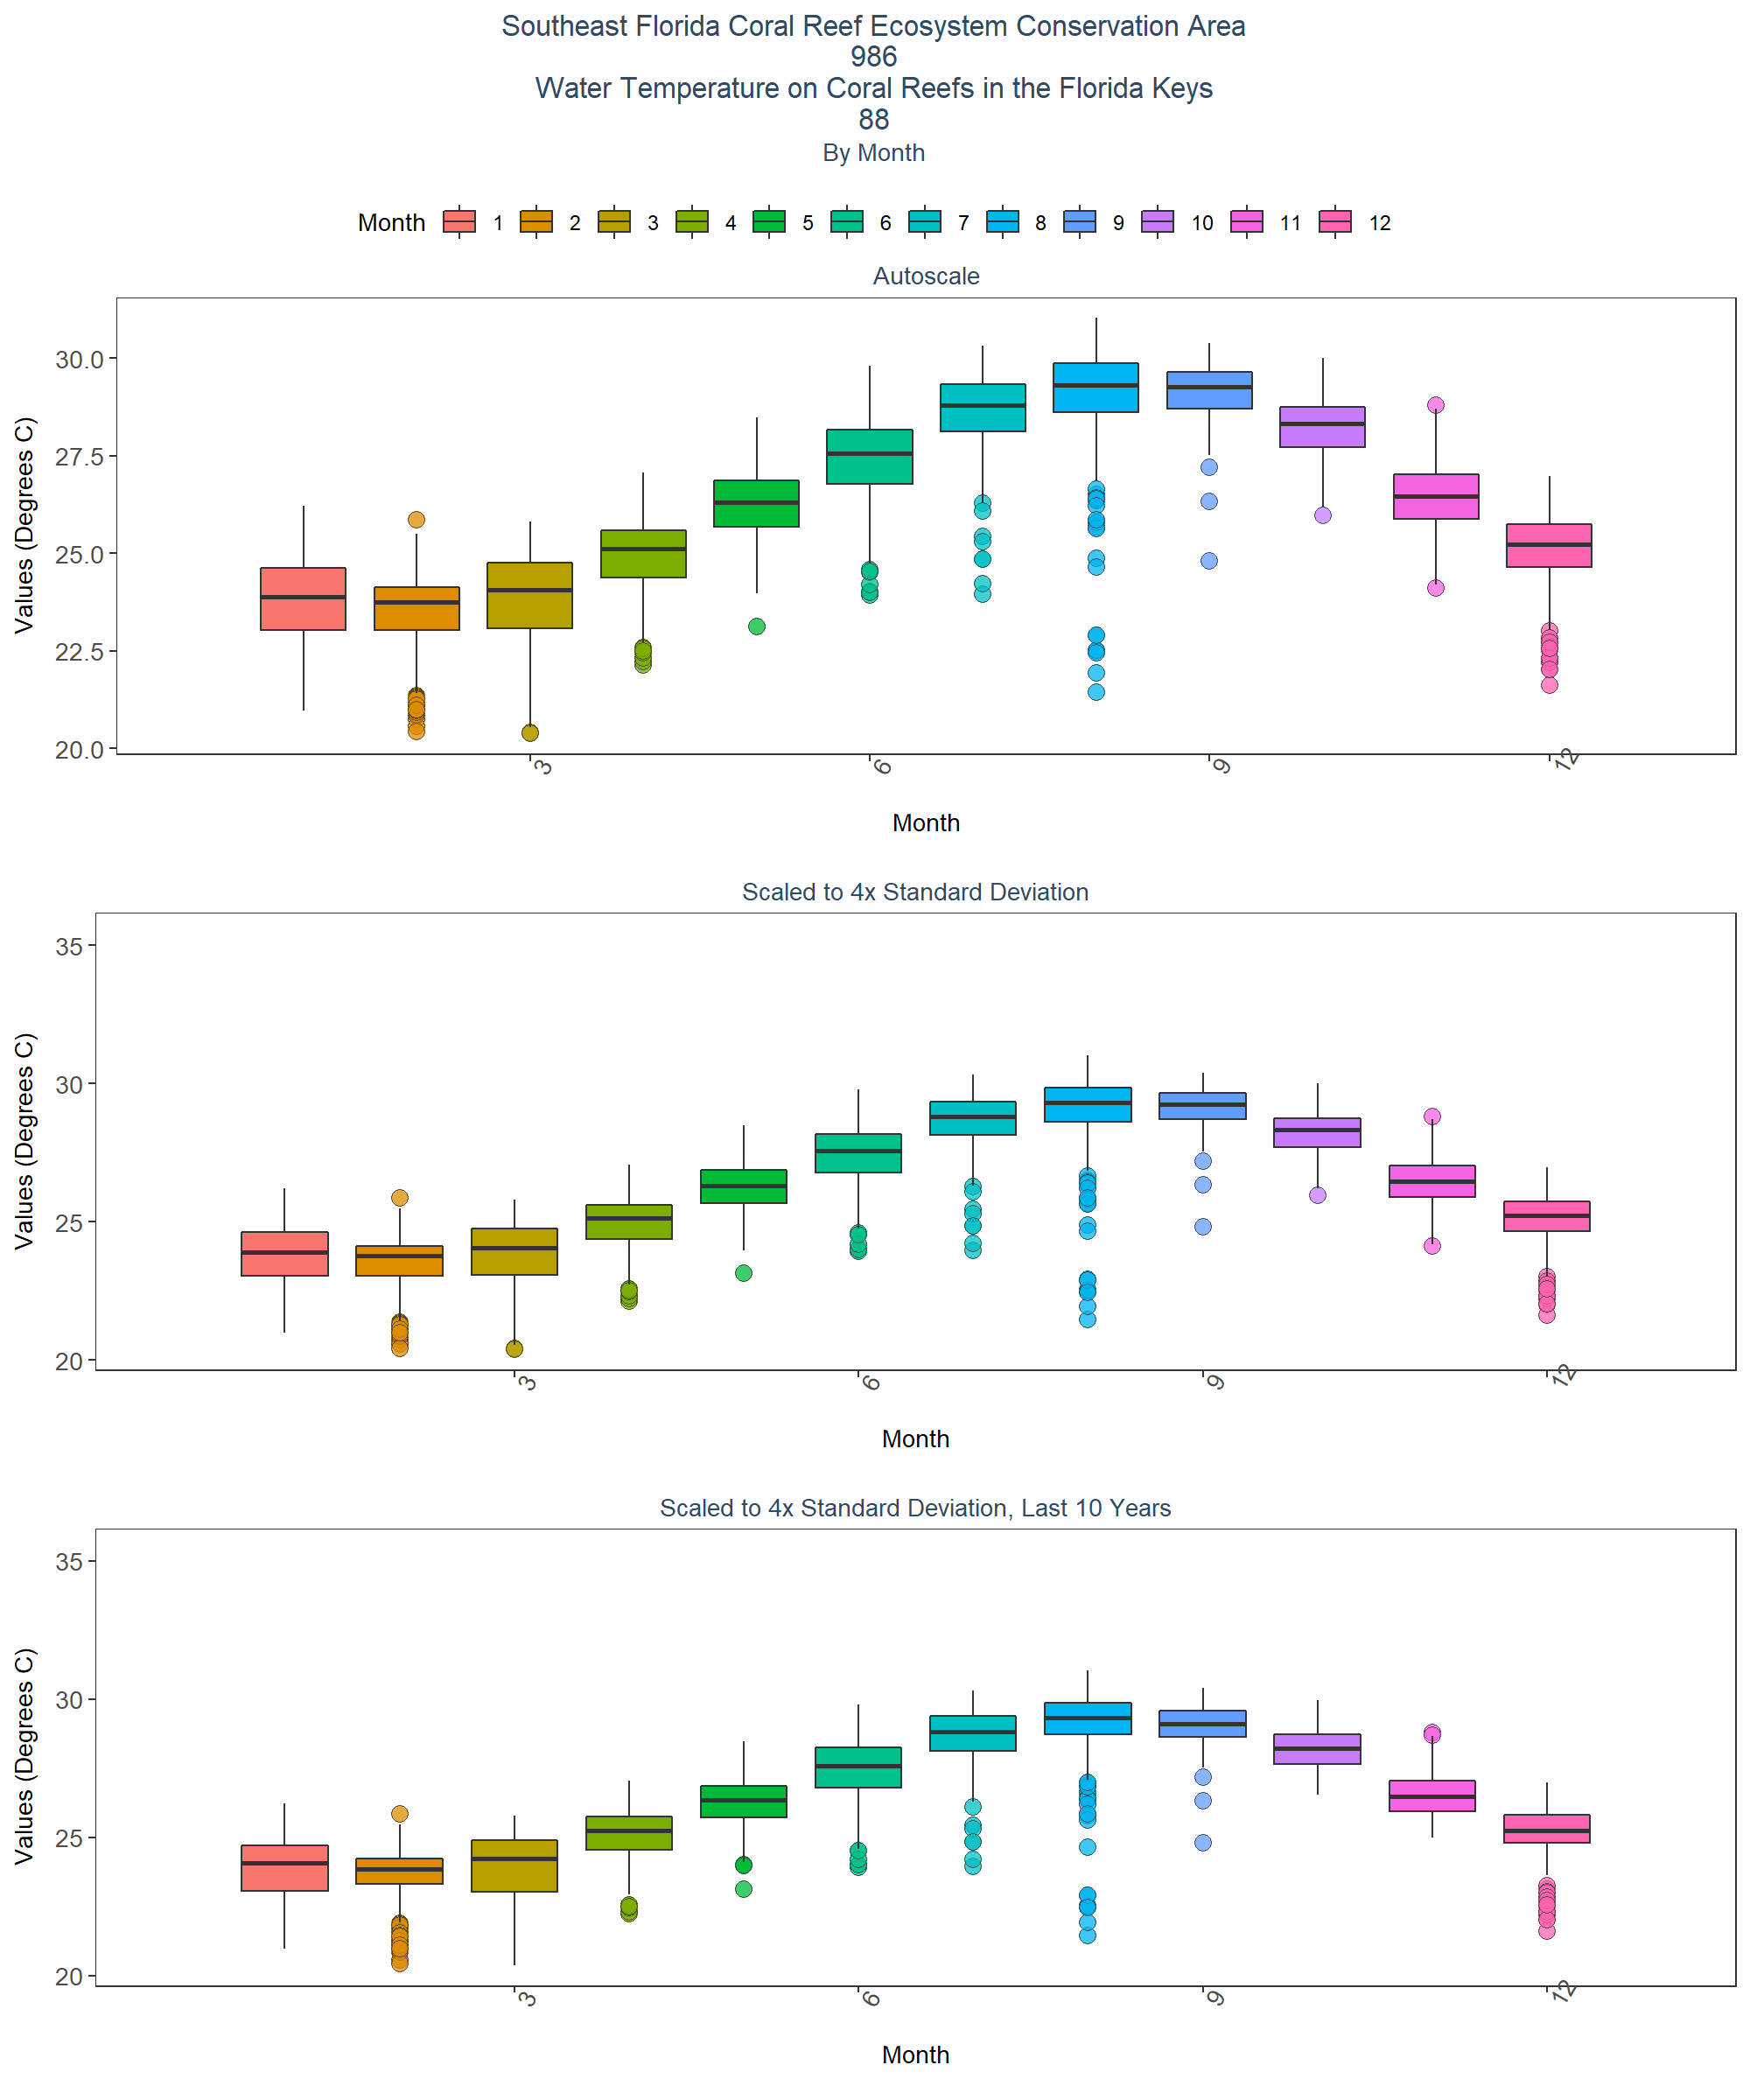 Southeast Florida Coral Reef Ecosystem Conservation Area
986
Water Temperature on Coral Reefs in the Florida Keys
88
By Month
Month 1 2 3 4 5 6 7 8 9 10 11 12
Autoscale
Values (Degrees C)
30.0
27.5
25.0
22.5
20.0
3 6 9 12
Month
Scaled to 4x Standard Deviation
Values (Degrees C)
35
30
25
20
3 6 9 12
Month
Scaled to 4x Standard Deviation, Last 10 Years
Values (Degrees C)
35
30
25
20
3 6 9 12
Month